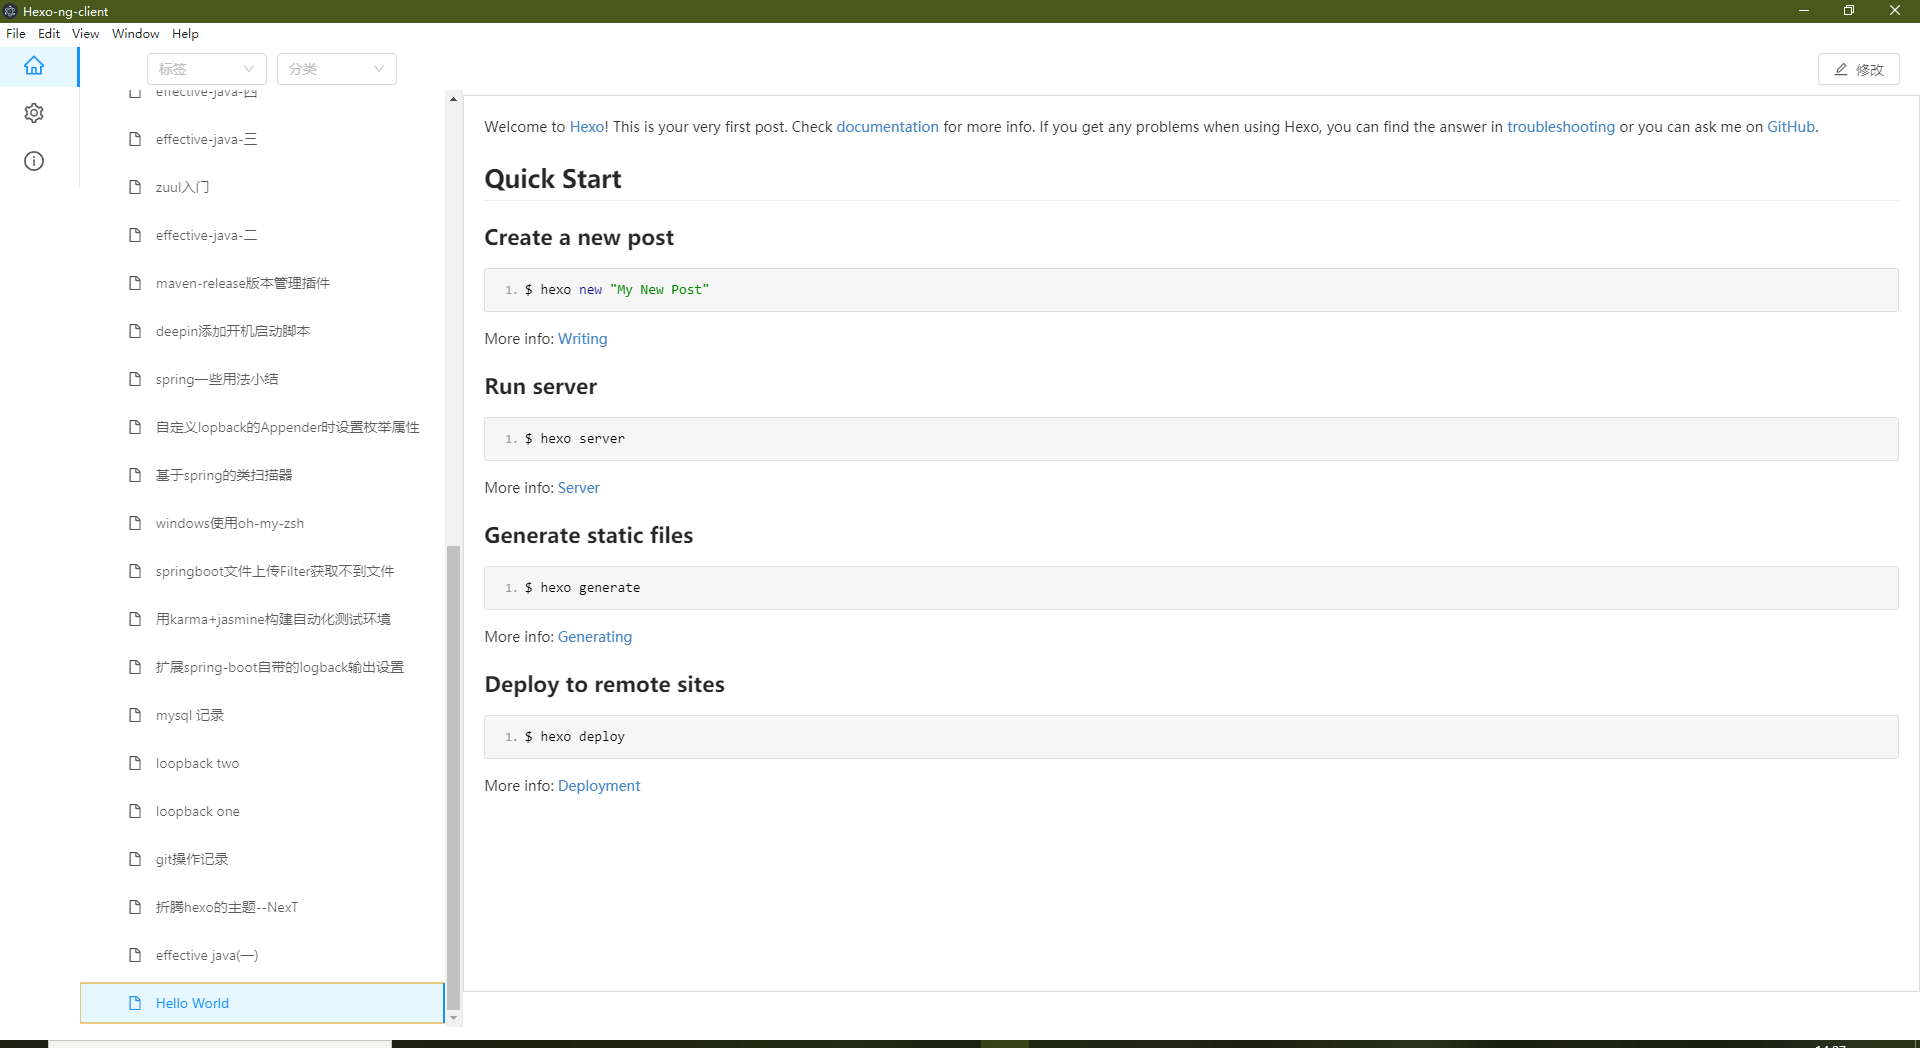 Hexo-ng-client
File Edit View Window Help
标签 分类 修改
effective-java-四
effective-java-三
zuul入门
effective-java-二
maven-release版本管理插件
deepin添加开机启动脚本
spring一些用法小结
自定义lopback的Appender时设置枚举属性
基于spring的类扫描器
windows使用oh-my-zsh
springboot文件上传Filter获取不到文件
用karma+jasmine构建自动化测试环境
扩展spring-boot自带的logback输出设置
mysql 记录
loopback two
loopback one
git操作记录
折腾hexo的主题--NexT
effective java(一)
Hello World
Welcome to Hexo! This is your very first post. Check documentation for more info. If you get any problems when using Hexo, you can find the answer in troubleshooting or you can ask me on GitHub.
Quick Start
Create a new post
1. $ hexo new "My New Post"
More info: Writing
Run server
1. $ hexo server
More info: Server
Generate static files
1. $ hexo generate
More info: Generating
Deploy to remote sites
1. $ hexo deploy
More info: Deployment